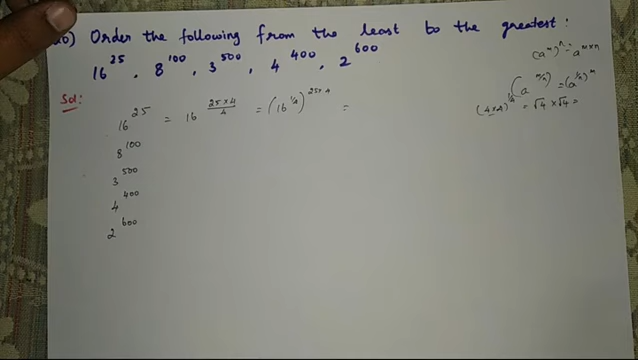 20) Order the following from the least to the greatest:
16^25, 8^100, 3^500, 4^400, 2^600
(a^m)^n = a^(m×n)
Sol:
(a^(m/n)) = (a^(1/n))^m
16^25 = 16^((25×4)/4) = (16^(1/4))^(25×4) =
(4×4)^(1/4) = √4 × √4 =
8^100
3^500
4^400
2^600